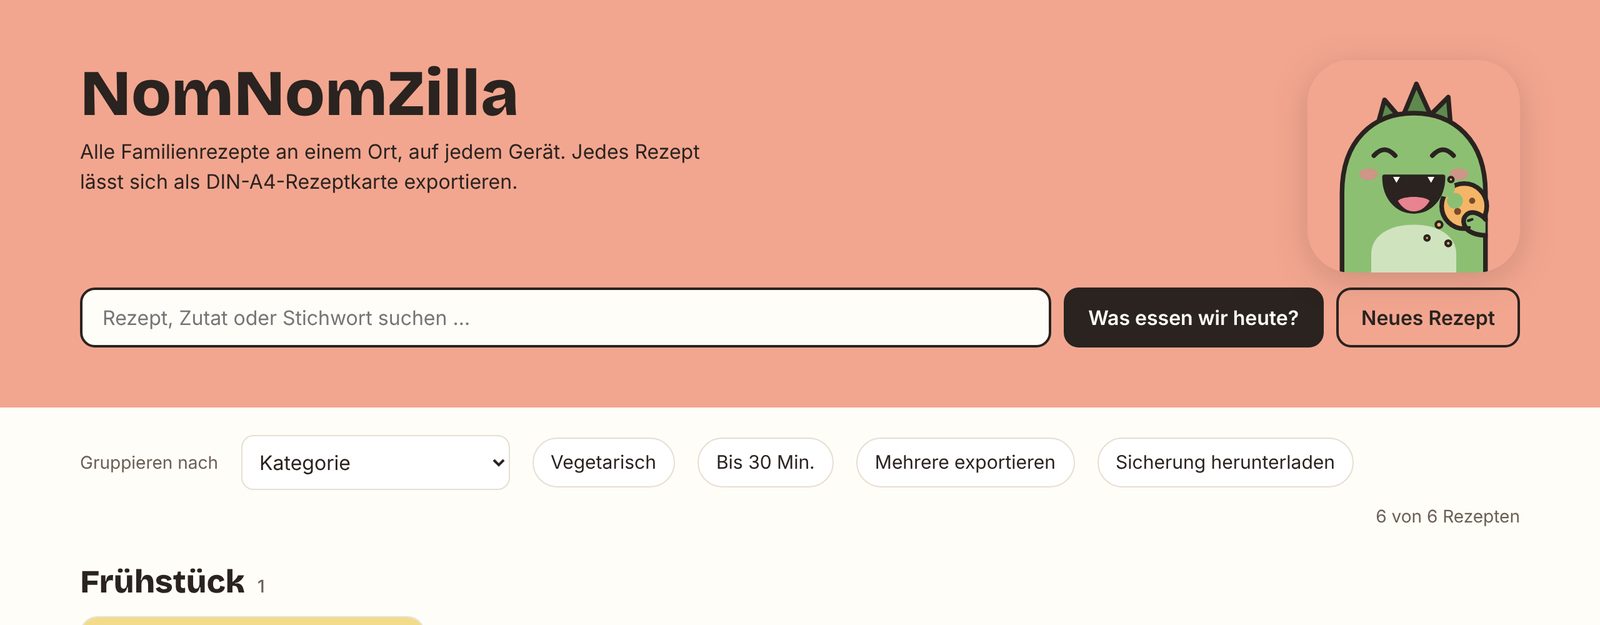 NomNomZilla
Alle Familienrezepte an einem Ort, auf jedem Gerät. Jedes Rezept
lässt sich als DIN-A4-Rezeptkarte exportieren.
Rezept, Zutat oder Stichwort suchen ...
Was essen wir heute?
Neues Rezept
Gruppieren nach
Kategorie
Vegetarisch
Bis 30 Min.
Mehrere exportieren
Sicherung herunterladen
6 von 6 Rezepten
Frühstück 1